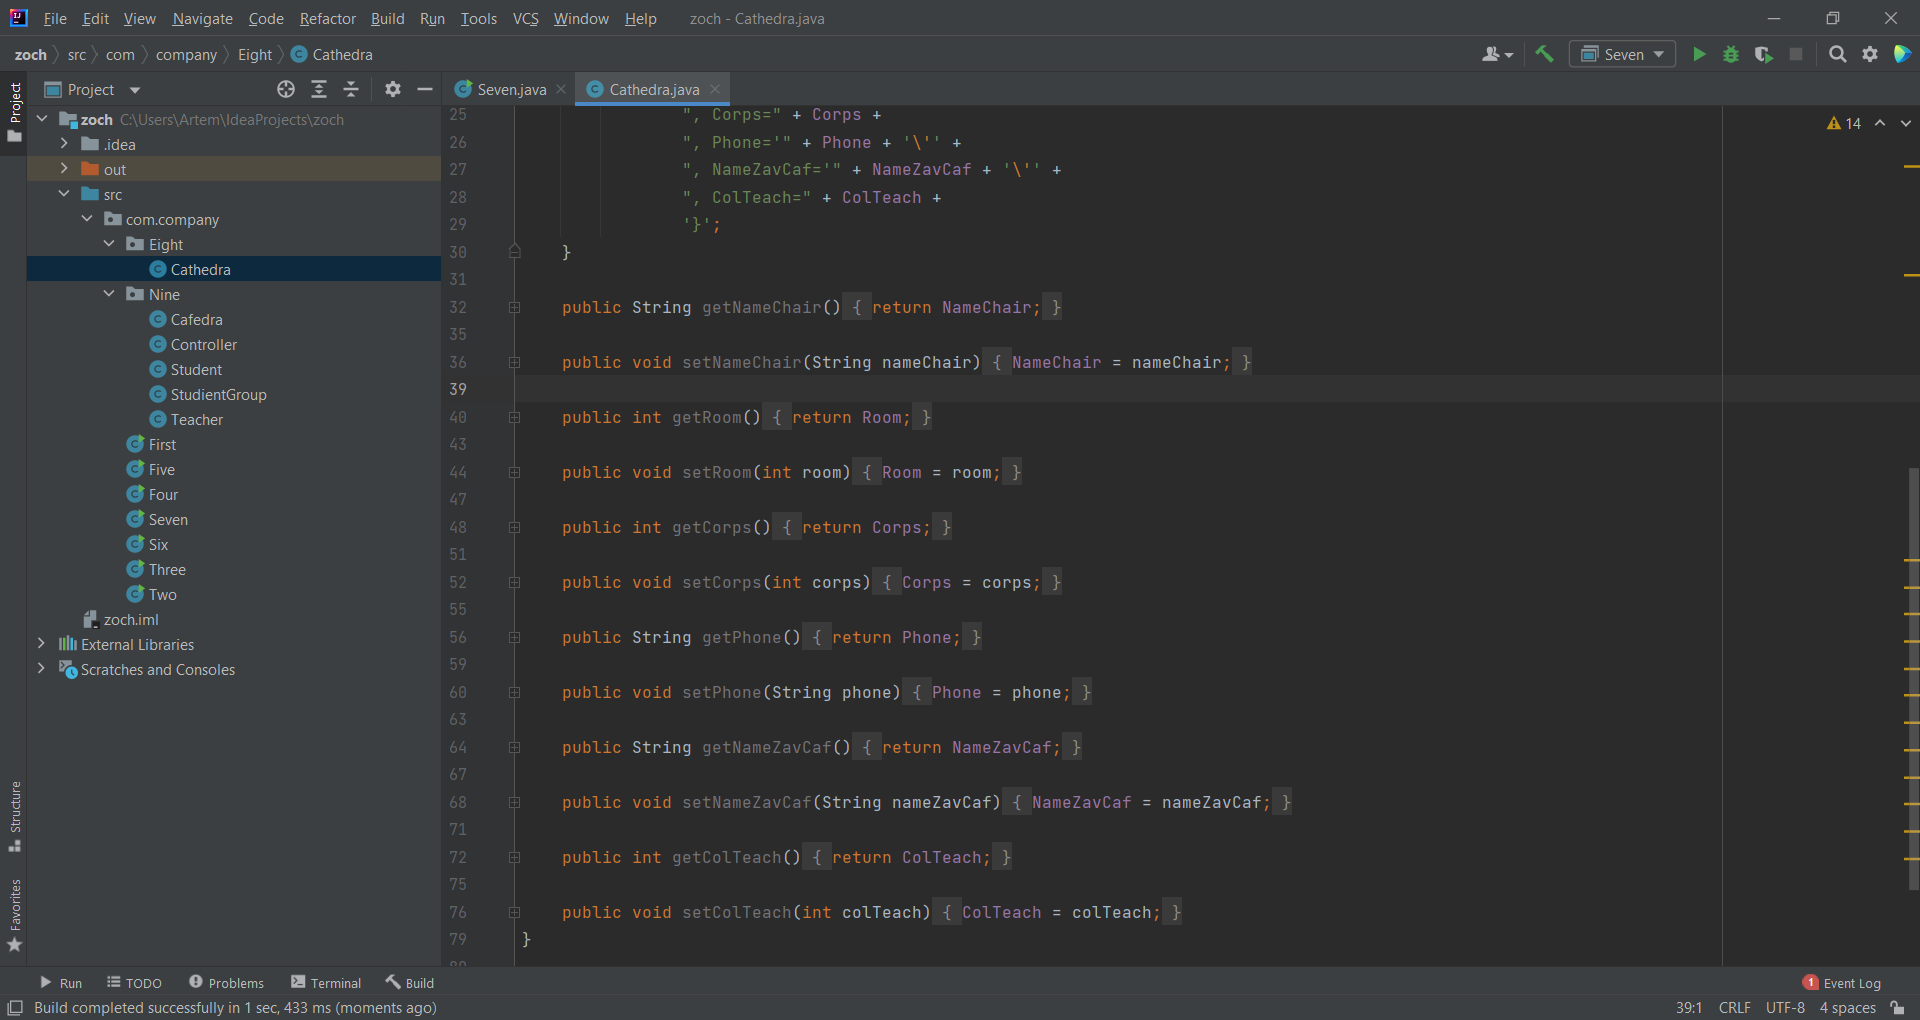 File Edit View Navigate Code Refactor Build Run Tools VCS Window Help zoch - Cathedra.java
zoch src com company Eight Cathedra Seven
Project
Project
Seven.java Cathedra.java
zoch C:\Users\Artem\IdeaProjects\zoch
.idea
out
src
com.company
Eight
Cathedra
Nine
Cafedra
Controller
Student
StudientGroup
Teacher
First
Five
Four
Seven
Six
Three
Two
zoch.iml
External Libraries
Scratches and Consoles
Structure
Favorites
14
25 ", Corps=" + Corps +
26 ", Phone='" + Phone + '\'' +
27 ", NameZavCaf='" + NameZavCaf + '\'' +
28 ", ColTeach=" + ColTeach +
29 '}';
30 }
31
32 public String getNameChair() { return NameChair; }
35
36 public void setNameChair(String nameChair) { NameChair = nameChair; }
39
40 public int getRoom() { return Room; }
43
44 public void setRoom(int room) { Room = room; }
47
48 public int getCorps() { return Corps; }
51
52 public void setCorps(int corps) { Corps = corps; }
55
56 public String getPhone() { return Phone; }
59
60 public void setPhone(String phone) { Phone = phone; }
63
64 public String getNameZavCaf() { return NameZavCaf; }
67
68 public void setNameZavCaf(String nameZavCaf) { NameZavCaf = nameZavCaf; }
71
72 public int getColTeach() { return ColTeach; }
75
76 public void setColTeach(int colTeach) { ColTeach = colTeach; }
79 }
Run TODO Problems Terminal Build 1 Event Log
Build completed successfully in 1 sec, 433 ms (moments ago) 39:1 CRLF UTF-8 4 spaces